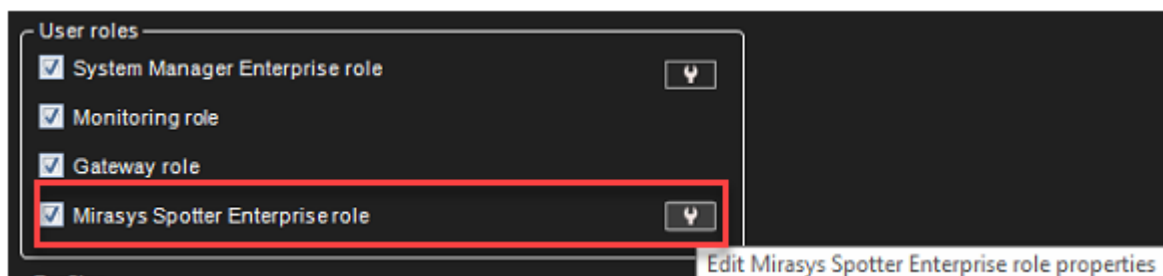 User roles
System Manager Enterprise role
Monitoring role
Gateway role
Mirasys Spotter Enterprise role
Edit Mirasys Spotter Enterprise role properties